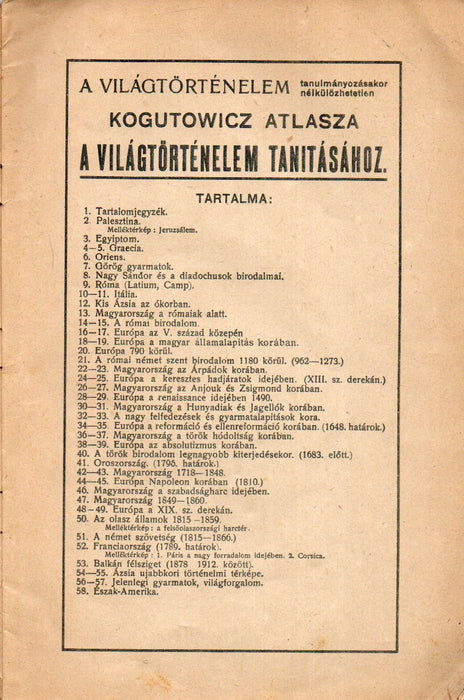 A VILÁGTÖRTÉNELEM tanulmányozásakor nélkülözhetetlen
KOGUTOWICZ ATLASZA
A VILÁGTÖRTÉNELEM TANITÁSÁHOZ.
TARTALMA:
1. Tartalomjegyzék.
2. Palesztina.
Melléktérkép : Jeruzsálem.
3. Egyiptom.
4—5. Graecia.
6. Oriens.
7. Görög gyarmatok.
8. Nagy Sándor és a diadochusok birodalmai.
9. Róma (Latium, Camp).
10—11. Itália.
12. Kis Ázsia az ókorban.
13. Magyarország a rómaiak alatt.
14—15. A római birodalom.
16—17. Európa az V. század közepén
18—19. Európa a magyar államalapitás korában.
20. Európa 790 körül.
21. A római német szent birodalom 1180 körül. (962—1273.)
22—23. Magyarország az Árpádok korában.
24—25. Európa a keresztes hadjáratok idejében. (XIII. sz. derekán.)
26—27. Magyarország az Anjouk és Zsigmond korában.
28—29. Európa a renaissance idejében 1490.
30—31. Magyarország a Hunyadiak és Jagellók korában.
32—33. A nagy felfedezések és gyarmatalapitások kora.
34—35. Európa a reformáció és ellenreformáció korában. (1648. határok.)
36—37. Magyarország a török hódoltság korában.
38—39. Európa az absolutizmus korában.
40. A török birodalom legnagyobb kiterjedésekor. (1683. előtt.)
41. Oroszország. (1796. határok.)
42—43. Magyarország 1718—1848.
44—45. Európa Napoleon korában (1810.)
46. Magyarország a szabadságharc idejében.
47. Magyarország 1849—1860.
48—49. Európa a XIX. sz. derekán.
50. Az olasz államok 1815—1859.
Melléktérkép : a felsőolaszországi harctér.
51. A német szövetség (1815—1866.)
52. Franciaország (1789. határok).
Melléktérkép : 1. Páris a nagy forradalom idejében. 2. Corsica.
53. Balkán félsziget (1878 1912. között).
54—55. Ázsia ujabbkori történelmi térképe.
56—57. Jelenlegi gyarmatok, világforgalom.
58. Észak-Amerika.